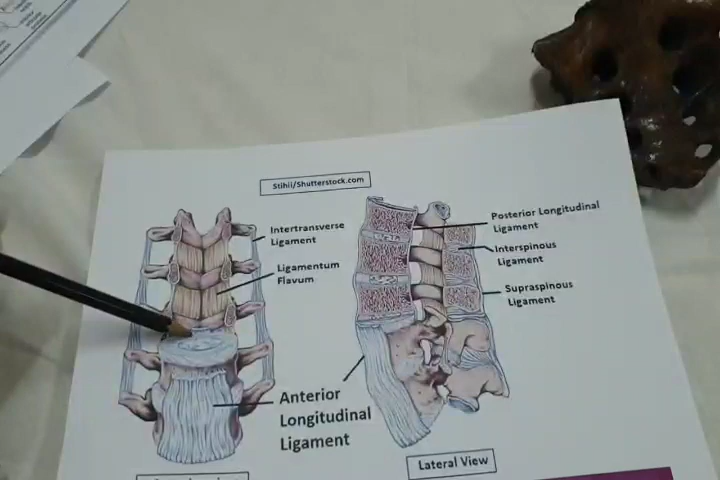 Stihii/Shutterstock.com
Intertransverse
Ligament
Ligamentum
Flavum
Anterior
Longitudinal
Ligament
Posterior Longitudinal
Ligament
Interspinous
Ligament
Supraspinous
Ligament
Lateral View